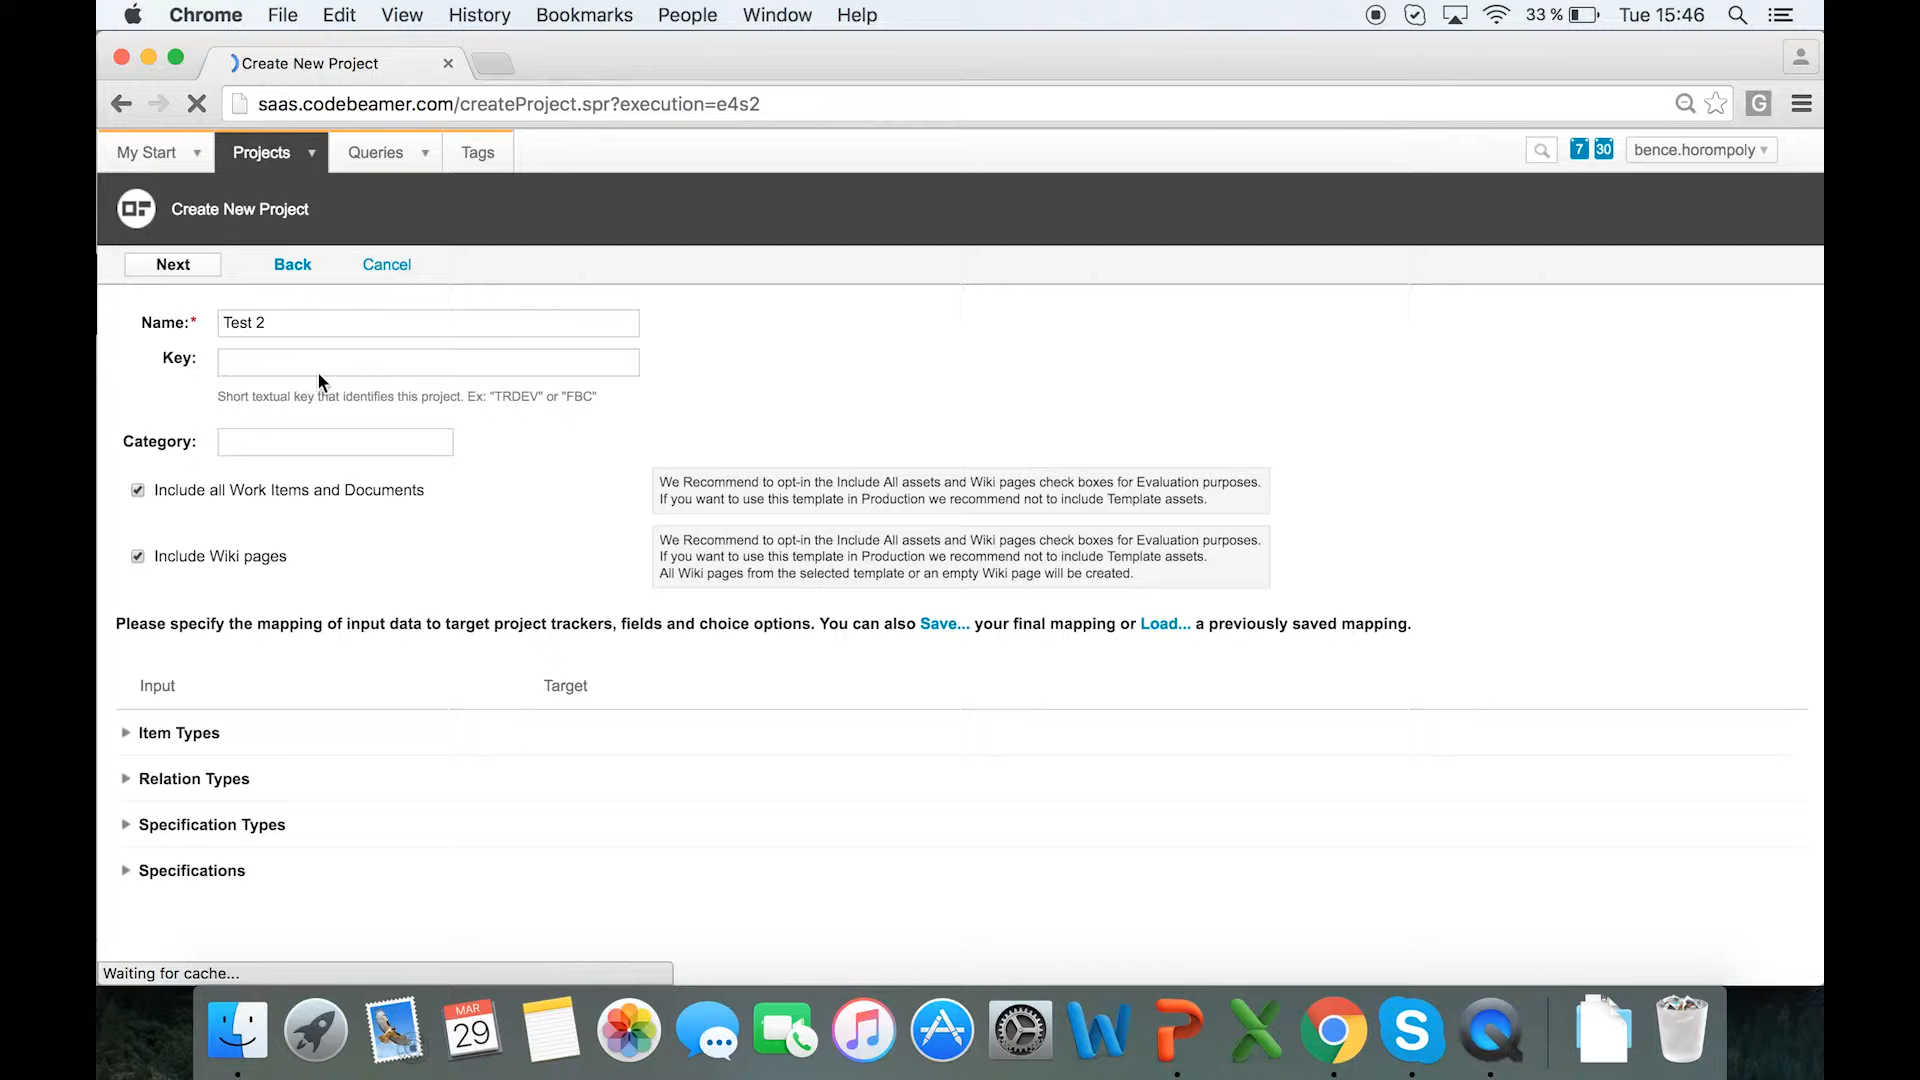 Chrome File Edit View History Bookmarks People Window Help 33 % Tue 15:46
Create New Project
saas.codebeamer.com/createProject.spr?execution=e4s2 G
My Start Projects Queries Tags 7 30 bence.horompoly
Create New Project
Next Back Cancel
Name:* Test 2
Key:
Short textual key that identifies this project. Ex: "TRDEV" or "FBC"
Category:
Include all Work Items and Documents
We Recommend to opt-in the Include All assets and Wiki pages check boxes for Evaluation purposes.
If you want to use this template in Production we recommend not to include Template assets.
Include Wiki pages
We Recommend to opt-in the Include All assets and Wiki pages check boxes for Evaluation purposes.
If you want to use this template in Production we recommend not to include Template assets.
All Wiki pages from the selected template or an empty Wiki page will be created.
Please specify the mapping of input data to target project trackers, fields and choice options. You can also Save... your final mapping or Load... a previously saved mapping.
Input Target
Item Types
Relation Types
Specification Types
Specifications
Waiting for cache...
MAR
29